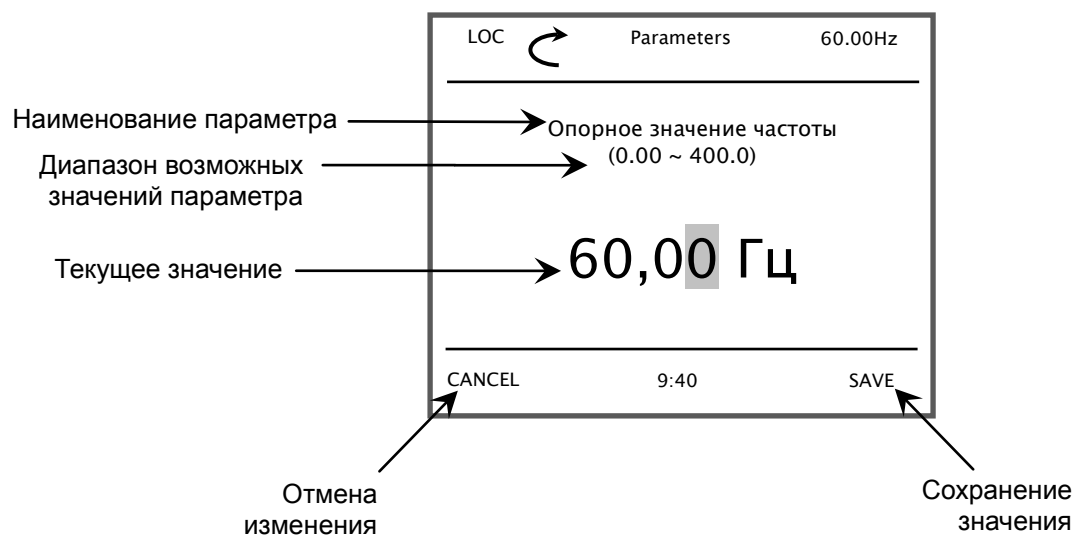 LOC Parameters 60.00Hz
Наименование параметра
Опорное значение частоты
(0.00 ~ 400.0)
Диапазон возможных
значений параметра
Текущее значение
60,00 Гц
CANCEL 9:40 SAVE
Отмена
изменения
Сохранение
значения